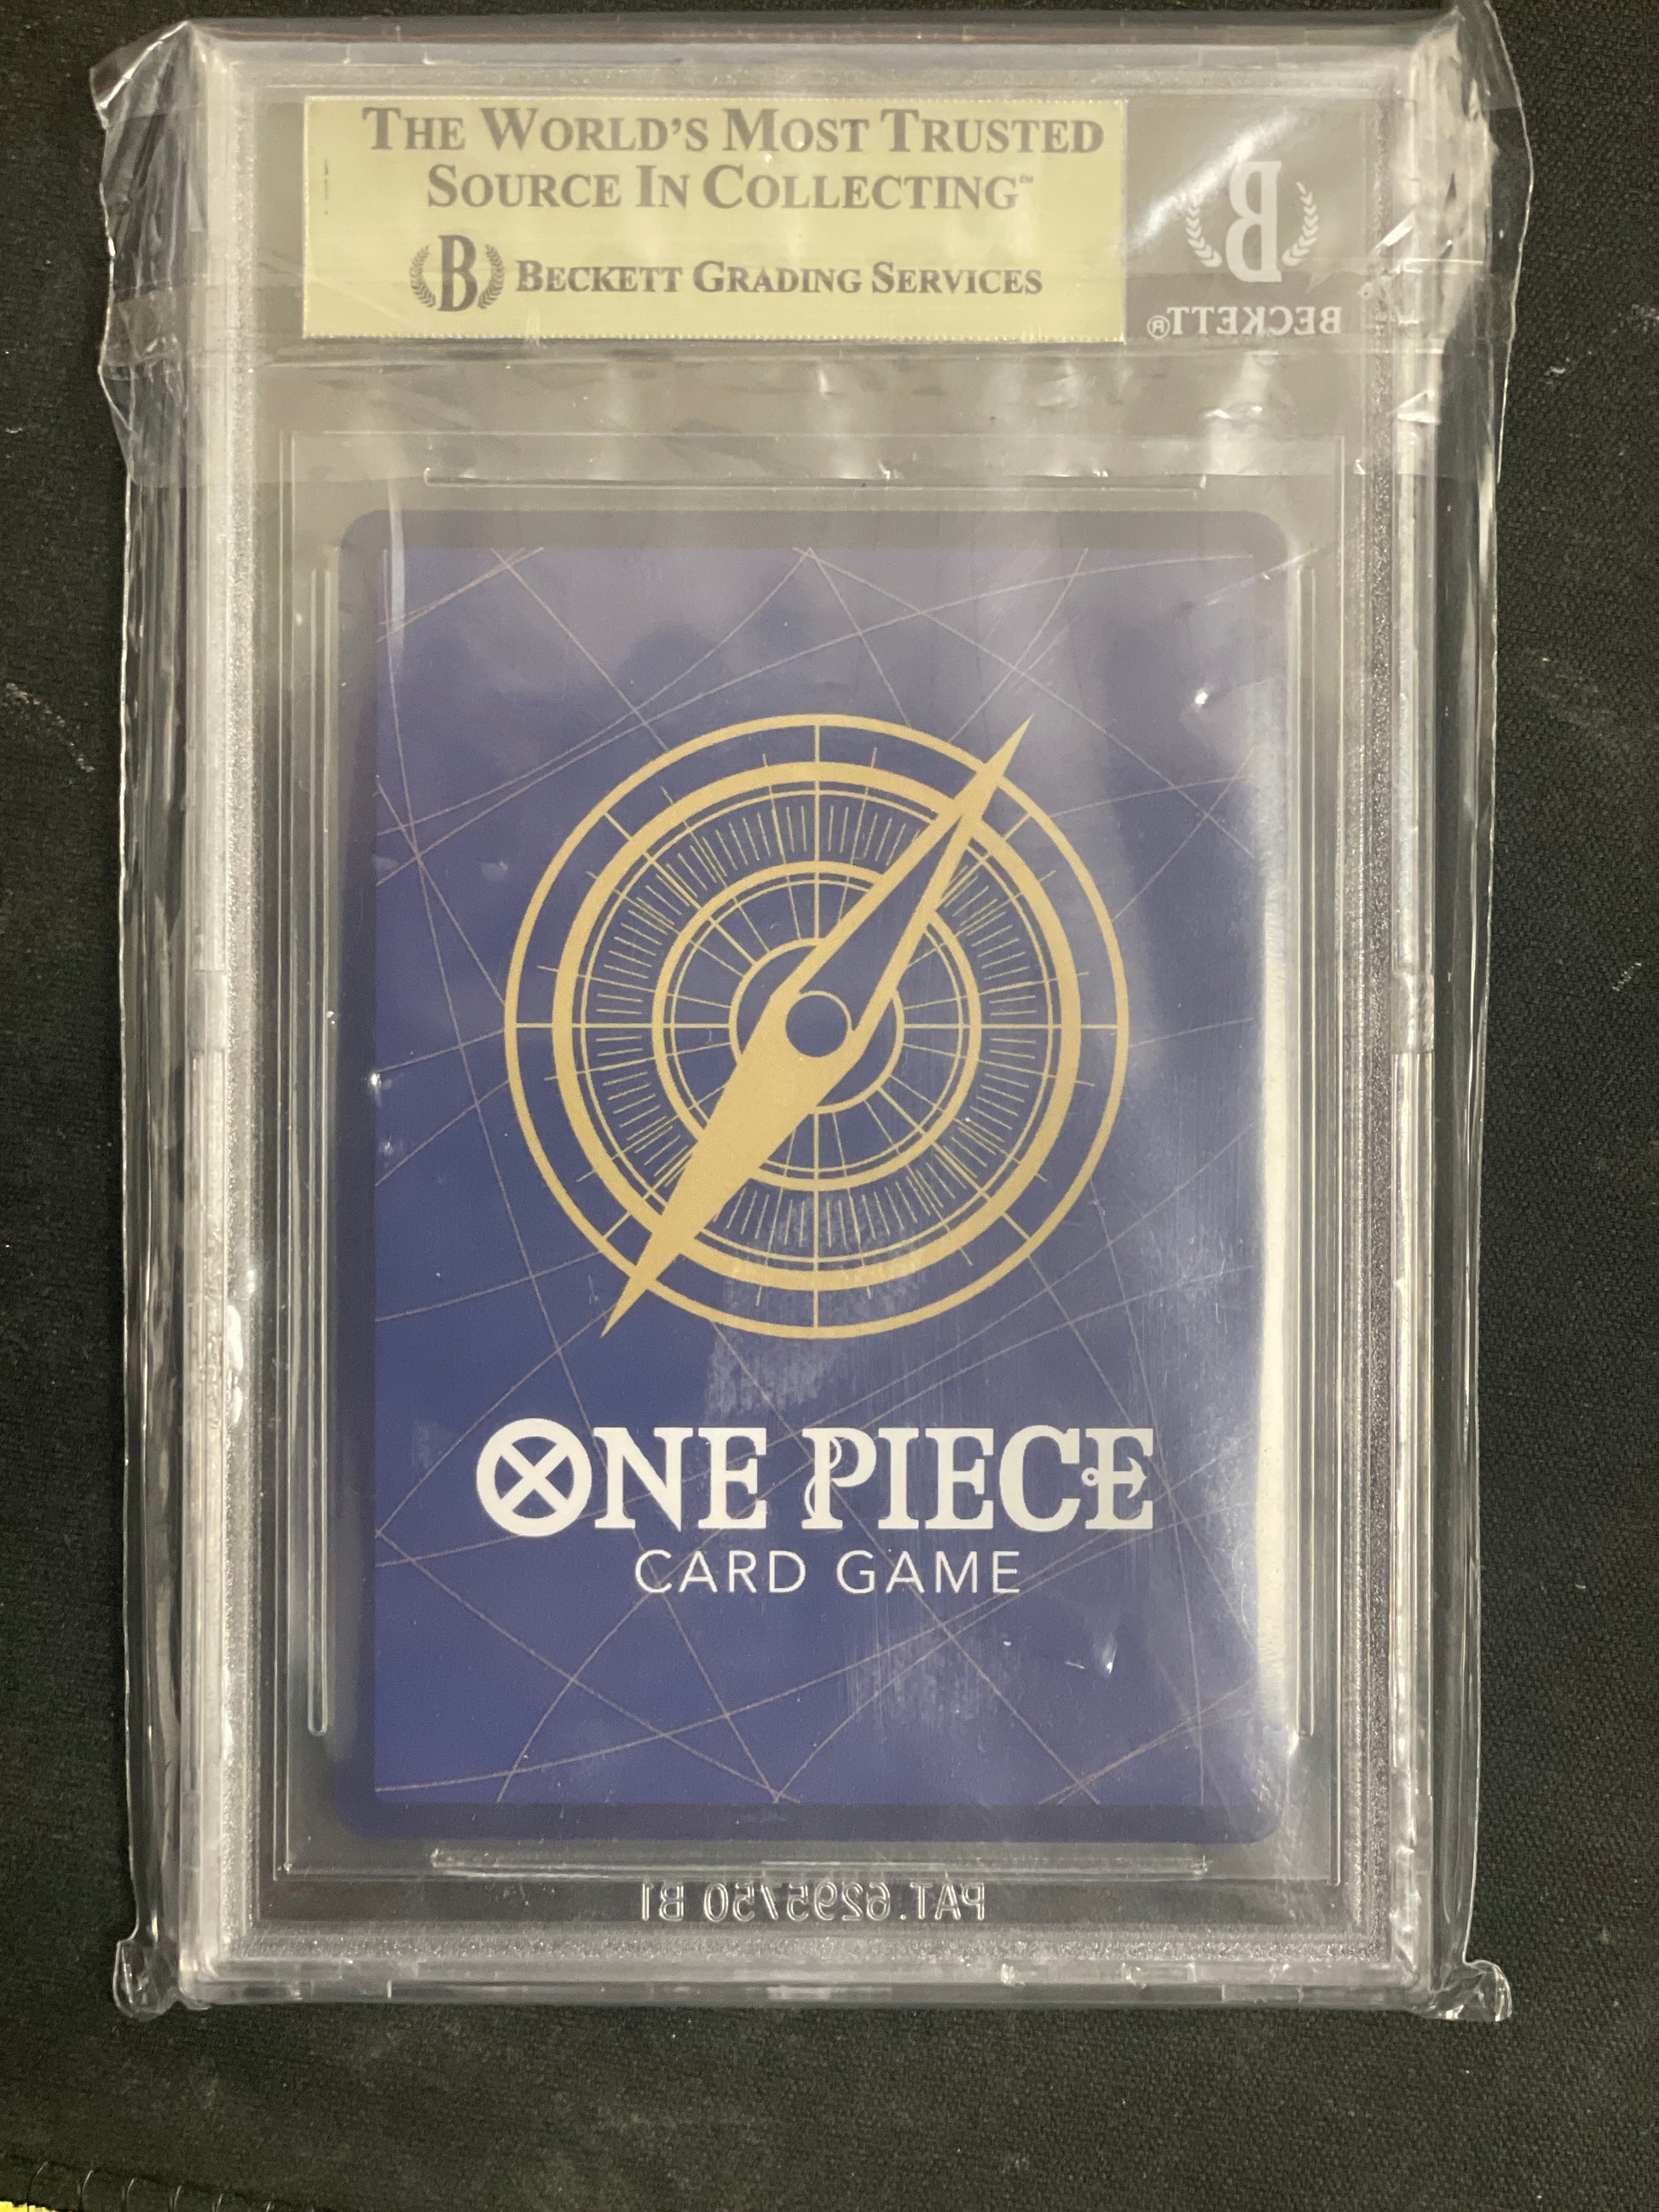 THE WORLD'S MOST TRUSTED
SOURCE IN COLLECTING™
B BECKETT GRADING SERVICES
B
BECKETT®
ONE PIECE
CARD GAME
PAT. 6295750 B1